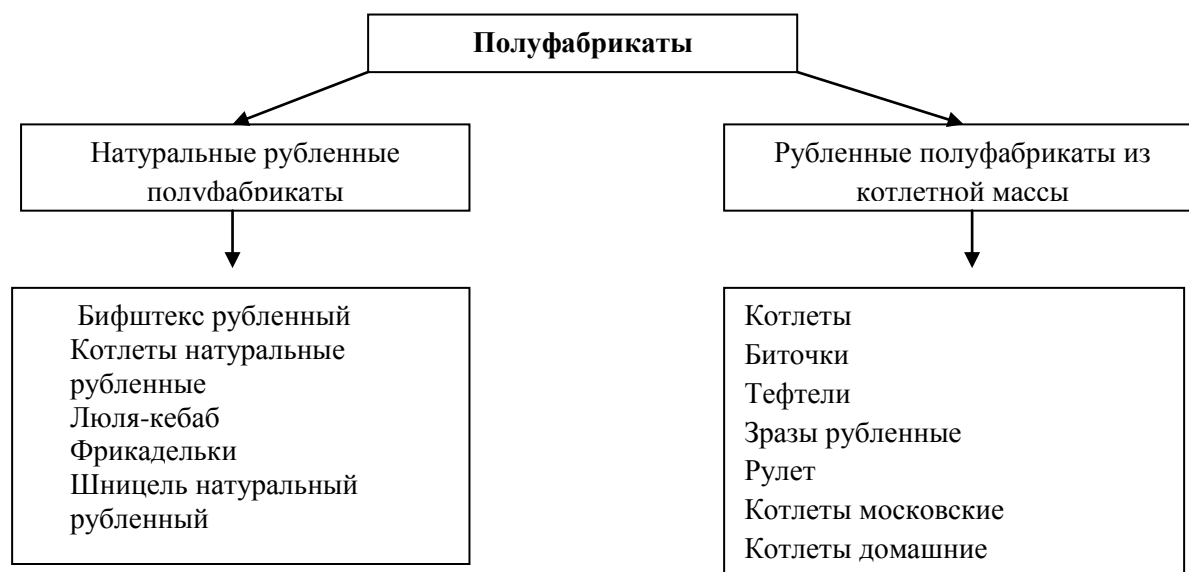 Полуфабрикаты
Натуральные рубленные
полуфабрикаты
Рубленные полуфабрикаты из
котлетной массы
Бифштекс рубленный
Котлеты натуральные
рубленные
Люля-кебаб
Фрикадельки
Шницель натуральный
рубленный
Котлеты
Биточки
Тефтели
Зразы рубленные
Рулет
Котлеты московские
Котлеты домашние